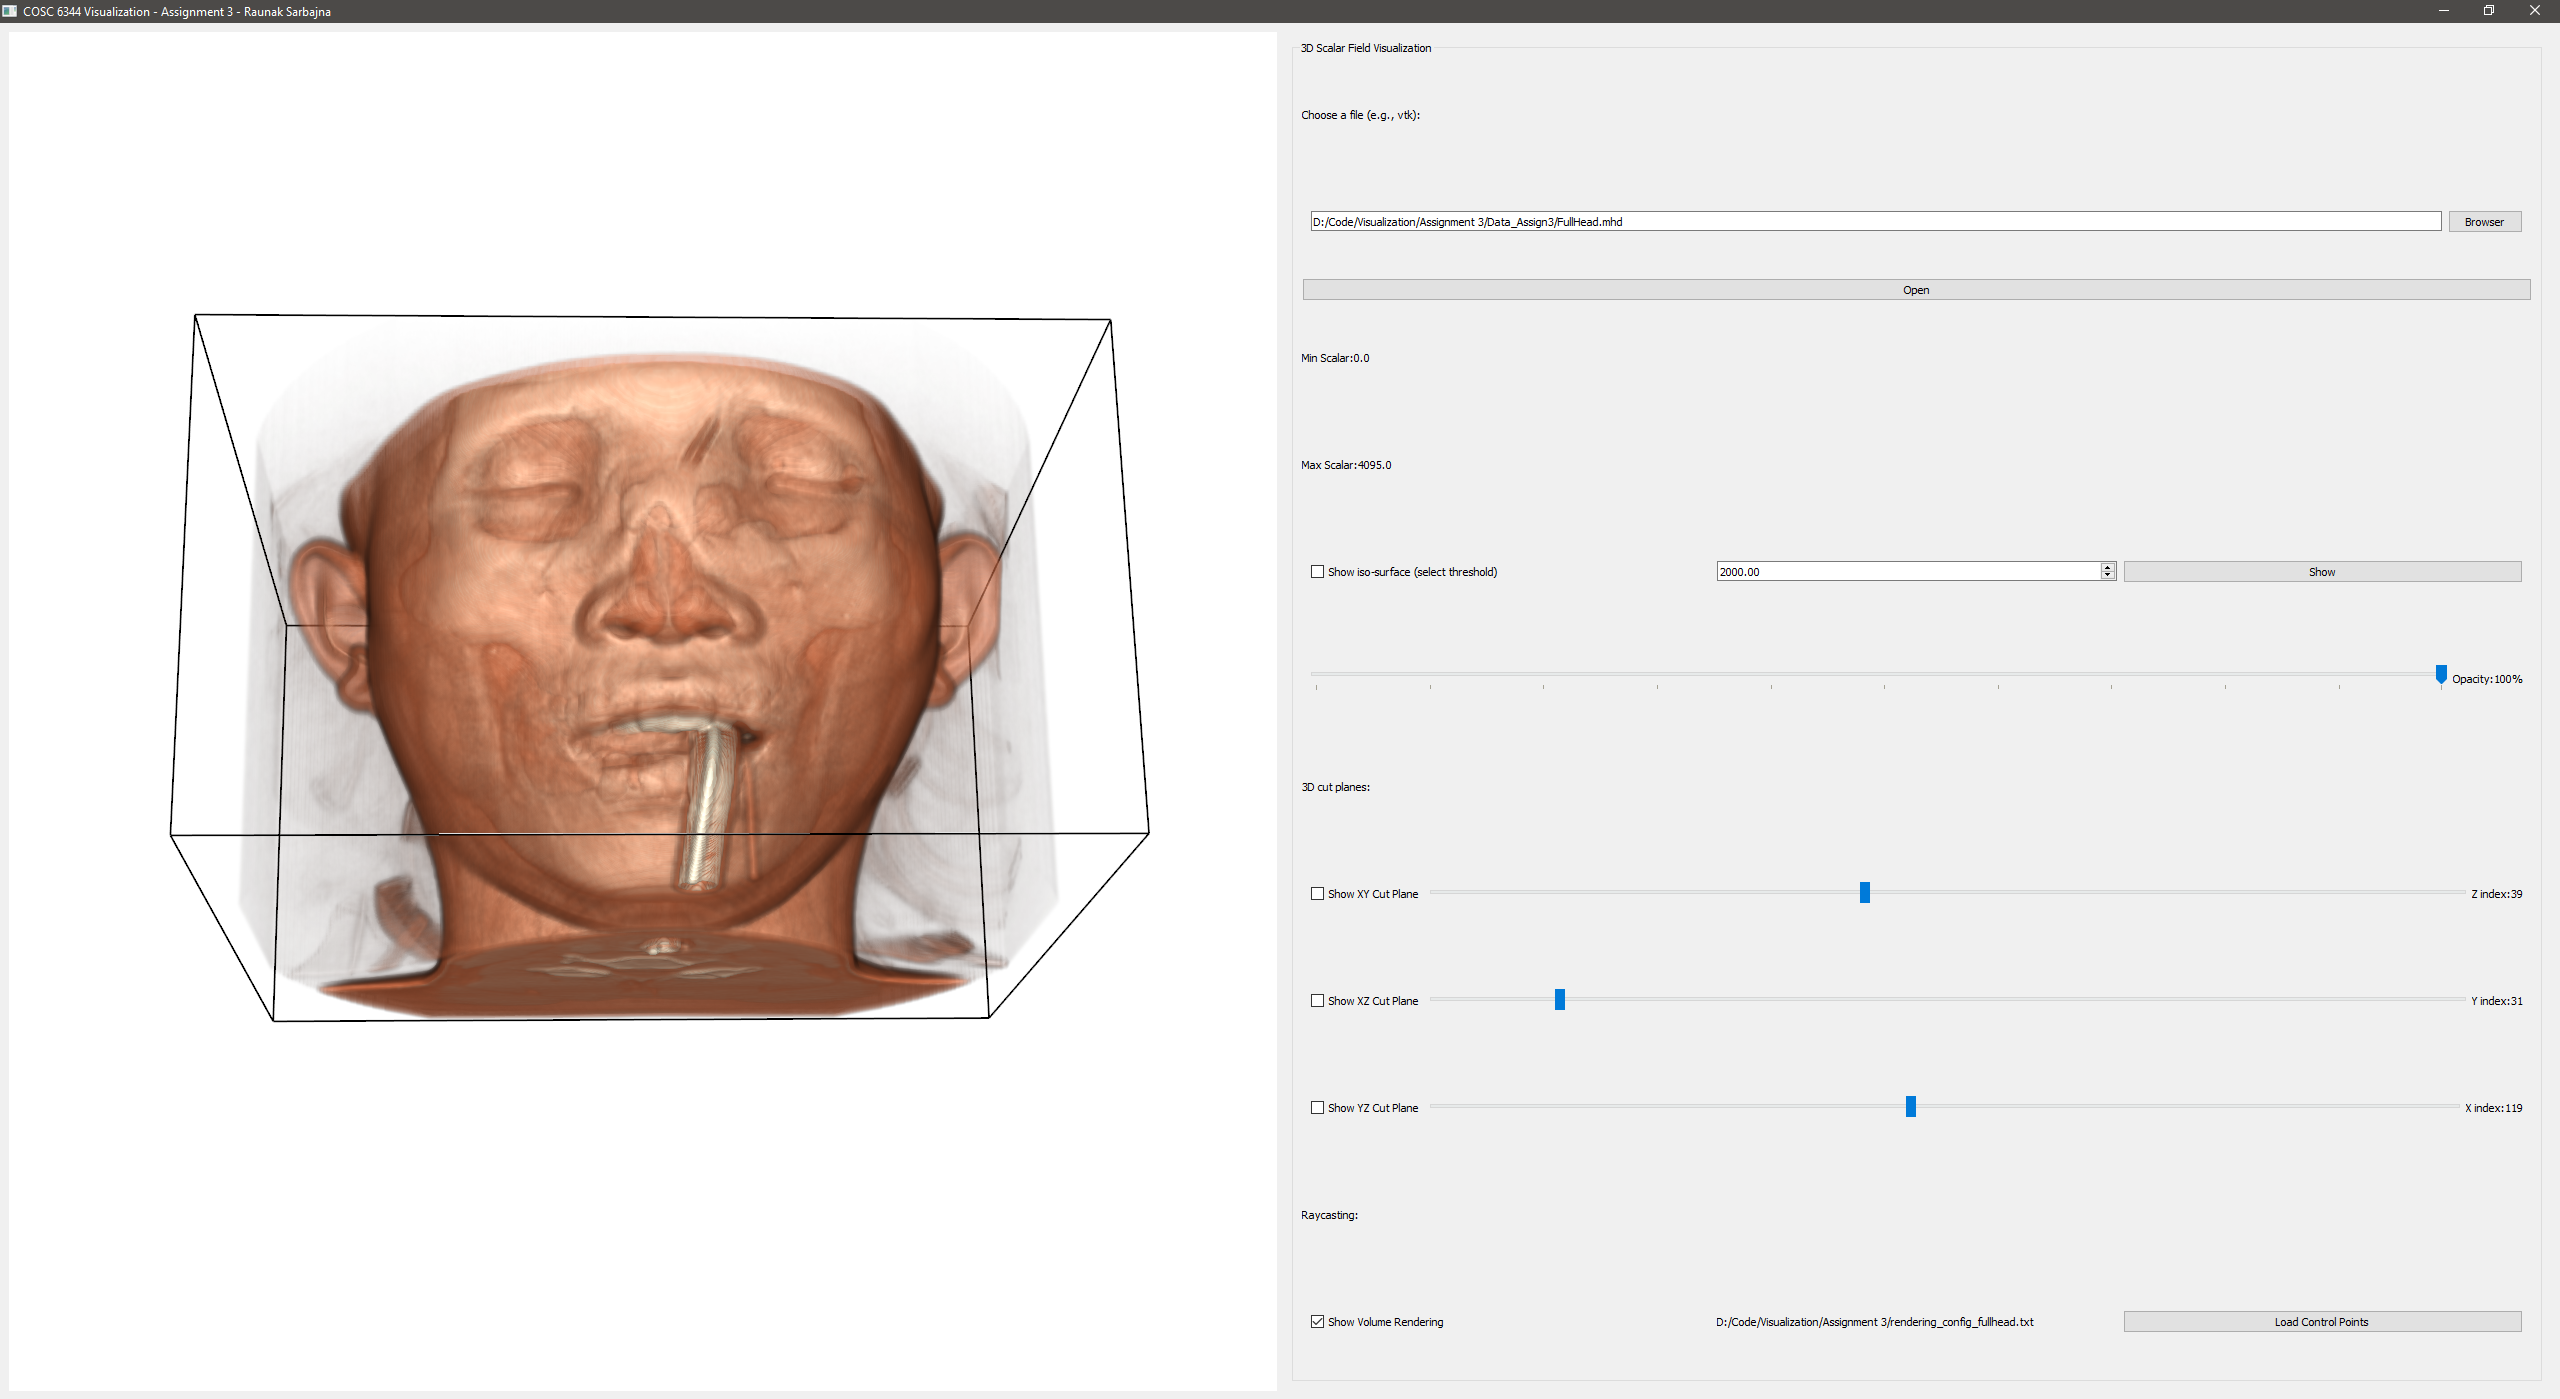 COSC 6344 Visualization - Assignment 3 - Raunak Sarbajna
3D Scalar Field Visualization
Choose a file (e.g., vtk):
D:/Code/Visualization/Assignment 3/Data_Assign3/FullHead.mhd
Browser
Open
Min Scalar:0.0
Max Scalar:4095.0
Show iso-surface (select threshold)
2000.00
Show
Opacity:100%
3D cut planes:
Show XY Cut Plane
Z index:39
Show XZ Cut Plane
Y index:31
Show YZ Cut Plane
X index:119
Raycasting:
Show Volume Rendering
D:/Code/Visualization/Assignment 3/rendering_config_fullhead.txt
Load Control Points